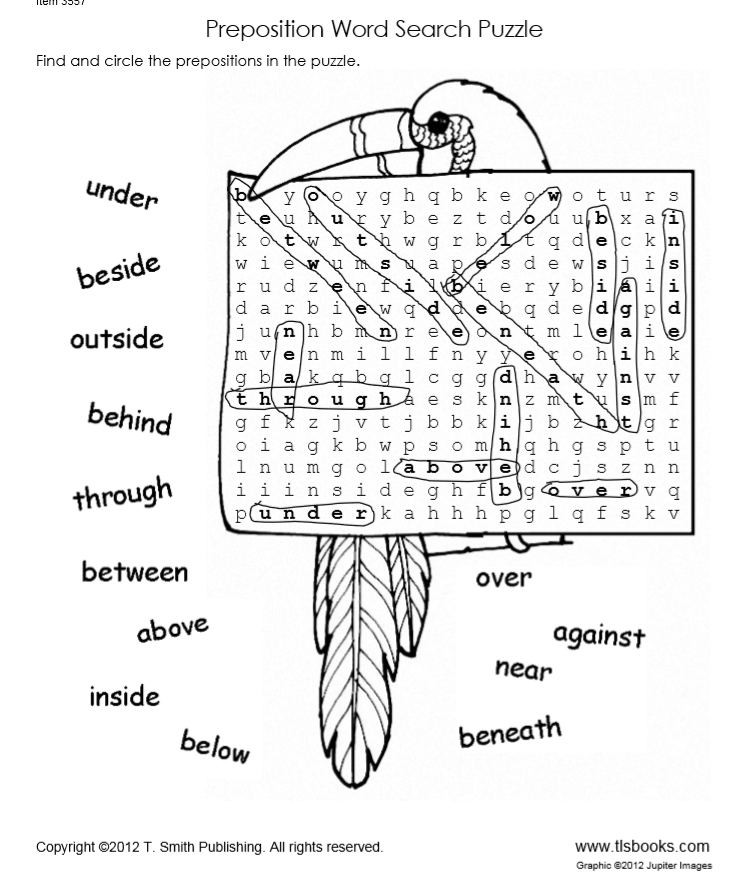 Item 3557
Preposition Word Search Puzzle
Find and circle the prepositions in the puzzle.
under
beside
outside
behind
through
between
above
inside
below
b y o o y g h q b k e o w o t u r s
t e u h u r y b e z t d o u u b x a i
k o t w r t h w g r b l t q d e c k n
w i e w u m s u a p e s d e w s j i s
r u d z e n f i l b i e r y b i a i i
d a r b i e w q d d e b q d e d g p d
j u n h b m n r e e o n t m l e a i e
m v e n m i l l f n y y e r o h i h k
g b a k q b g l c g g d h a w y n v v
t h r o u g h a e s k n z m t u s m f
g f k z j v t j b b k i j b z h t g r
o i a g k b w p s o m h q h g s p t u
l n u m g o l a b o v e d c j s z n n
i i i n s i d e g h f b g o v e r v q
p u n d e r k a h h h p g l q f s k v
over
against
near
beneath
Copyright ©2012 T. Smith Publishing. All rights reserved.
www.tlsbooks.com
Graphic ©2012 Jupiter Images